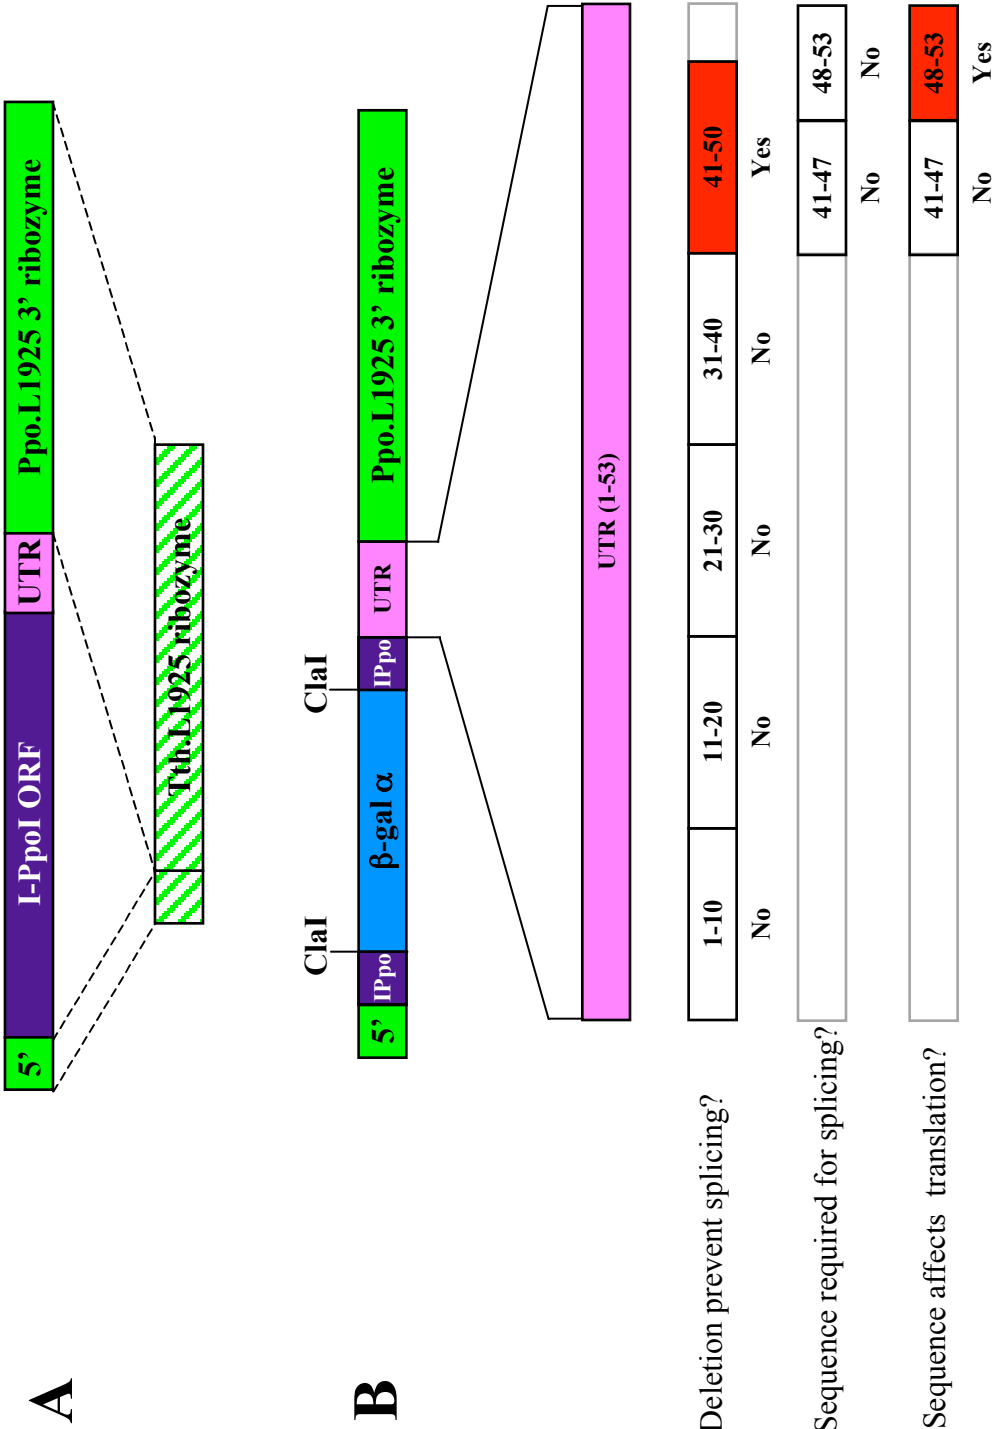 A
5’
I-PpoI ORF
UTR
Ppo.L1925 3’ ribozyme
Tth.L1925 ribozyme
B
ClaI
ClaI
5’
IPpo
β-gal α
IPpo
UTR
Ppo.L1925 3’ ribozyme
UTR (1-53)
Deletion prevent splicing?
1-10
11-20
21-30
31-40
41-50
No
No
No
No
Yes
Sequence required for splicing?
41-47
48-53
No
No
Sequence affects translation?
41-47
48-53
No
Yes